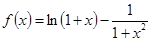 f(x) = ln(1+x) − 1/(1+x²)